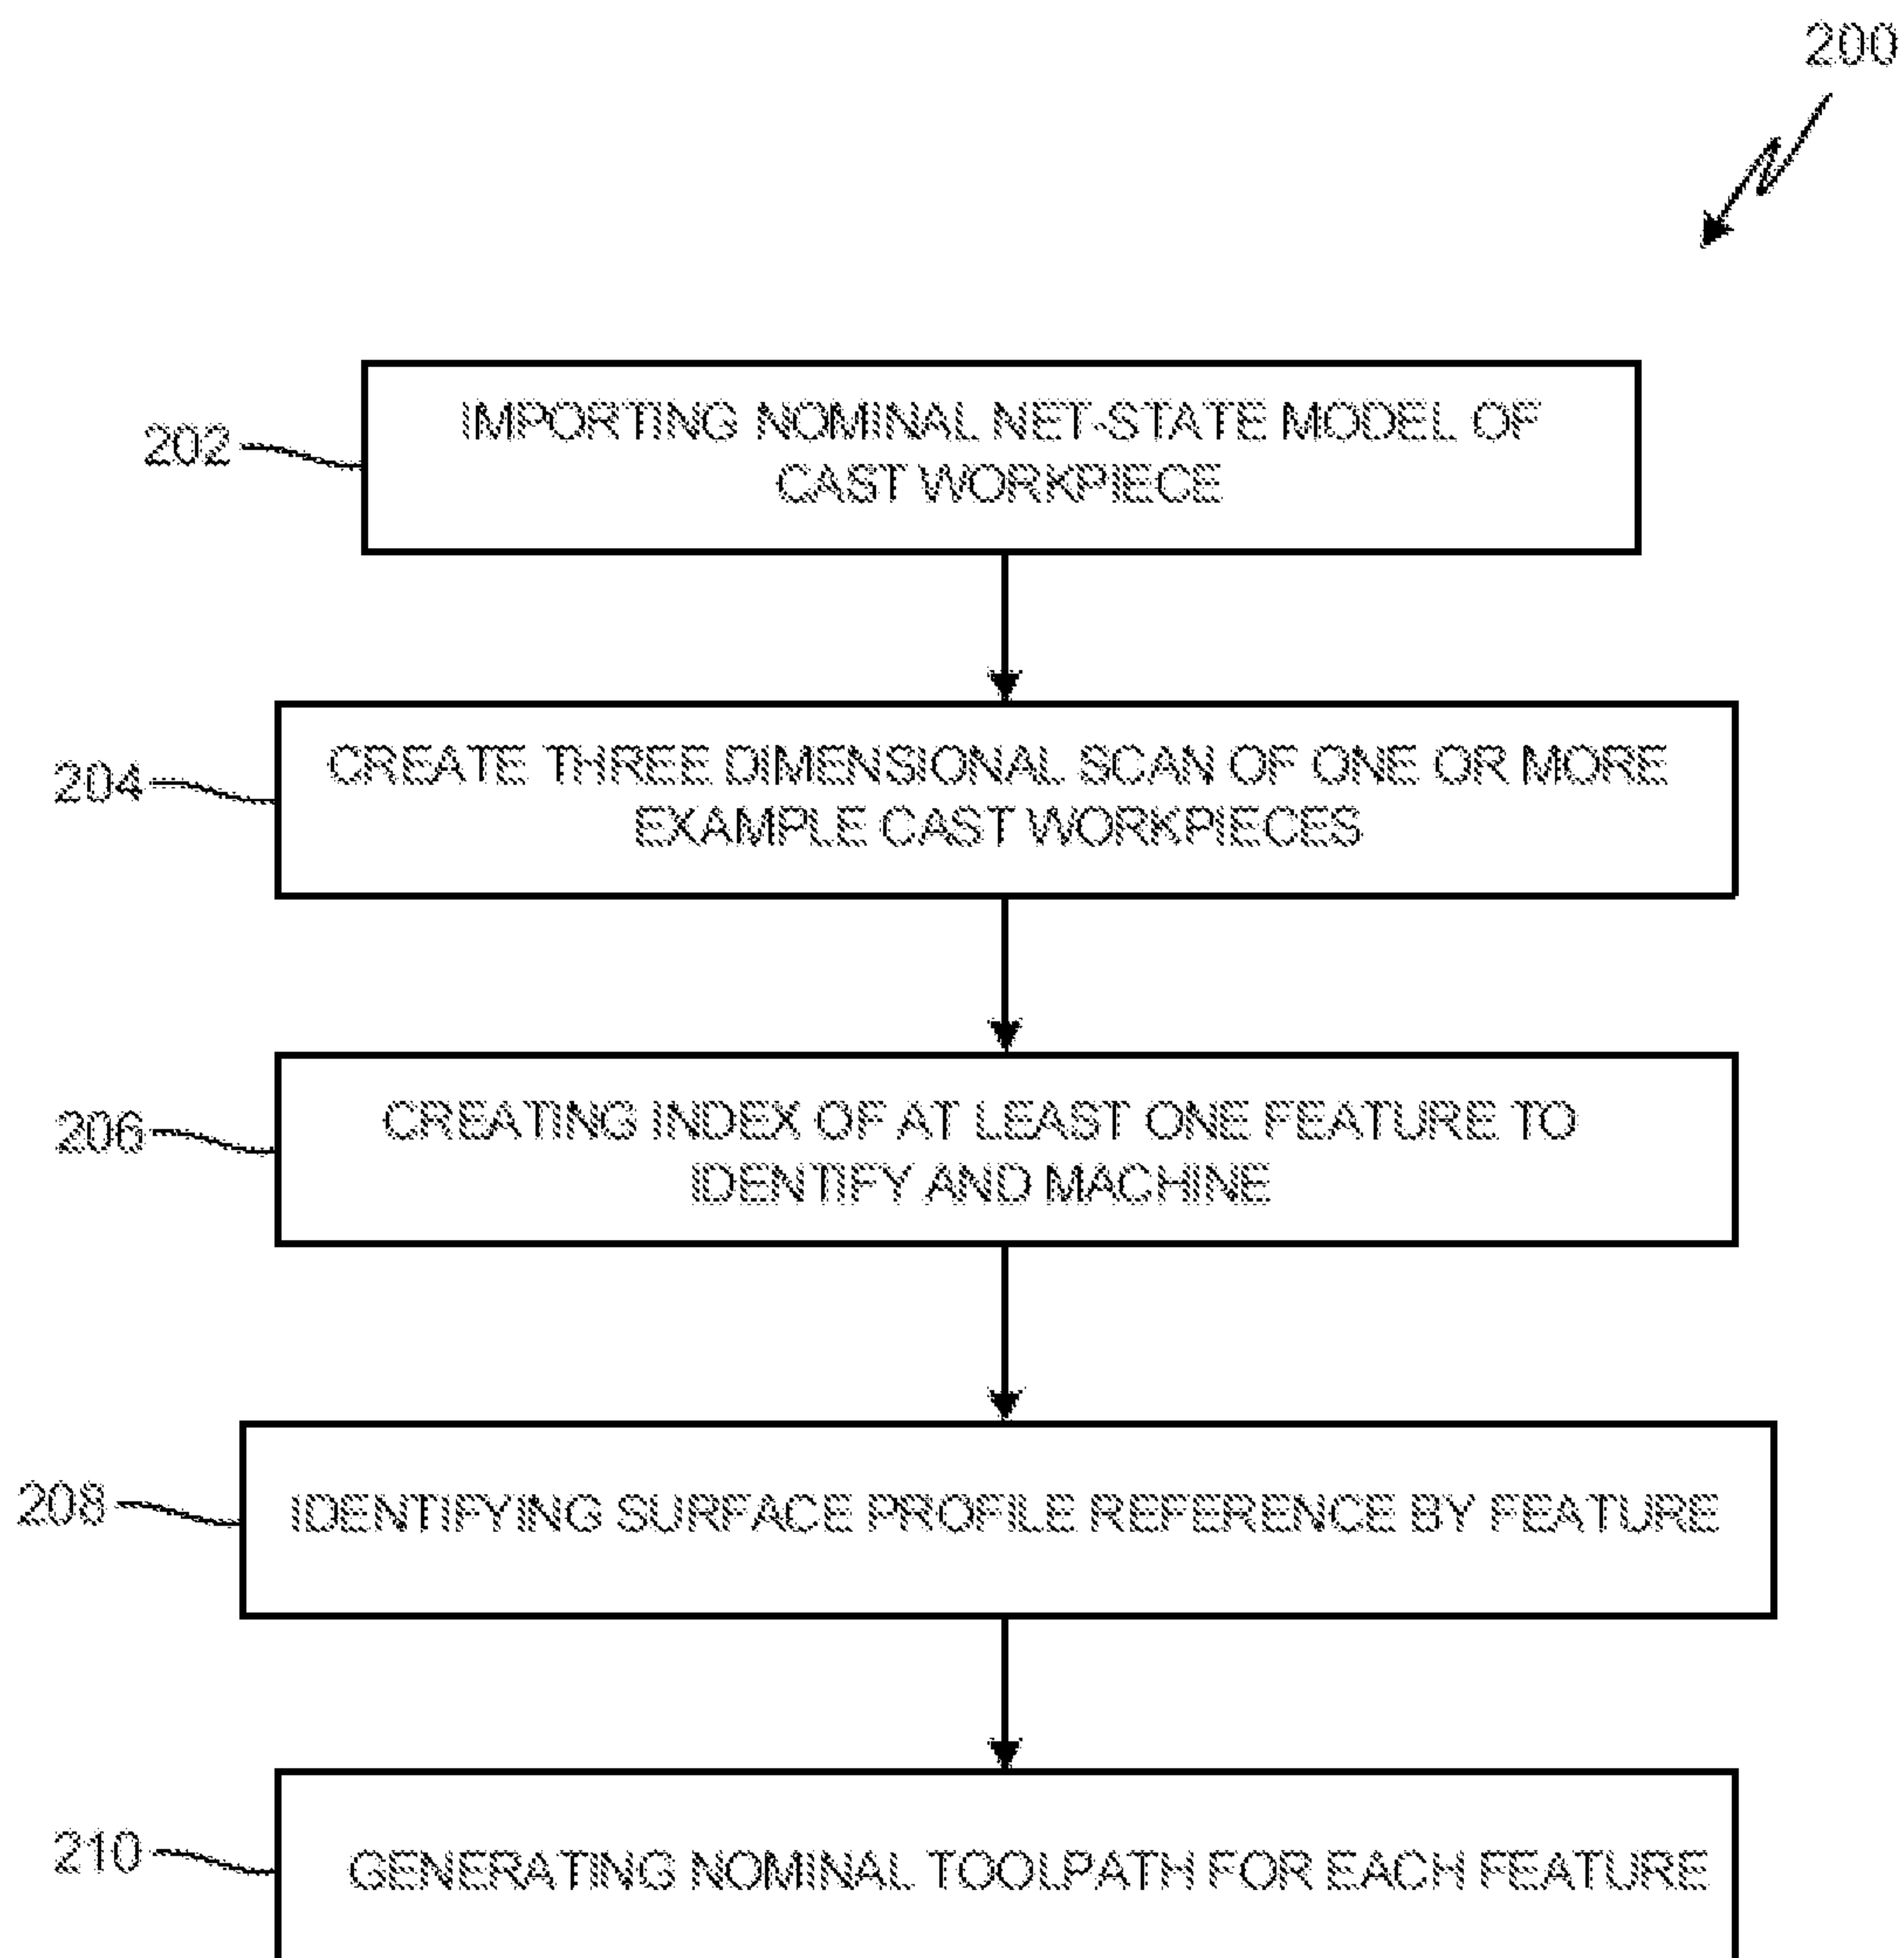 200
202
IMPORTING NOMINAL NET-STATE MODEL OF
CAST WORKPIECE
204
CREATE THREE DIMENSIONAL SCAN OF ONE OR MORE
EXAMPLE CAST WORKPIECES
206
CREATING INDEX OF AT LEAST ONE FEATURE TO
IDENTIFY AND MACHINE
208
IDENTIFYING SURFACE PROFILE REFERENCE BY FEATURE
210
GENERATING NOMINAL TOOLPATH FOR EACH FEATURE